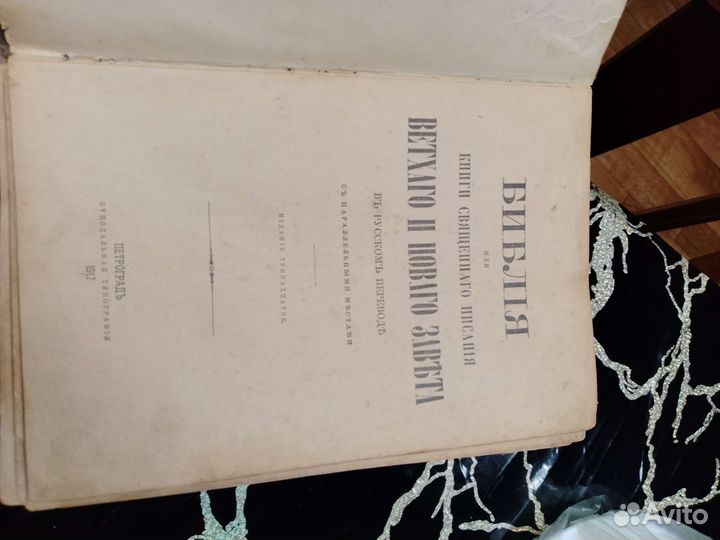 БИБЛІЯ
ИЛИ
КНИГИ СВЯЩЕННАГО ПИСАНІЯ
ВЕТХАГО И НОВАГО ЗАВѢТА
ВЪ РУССКОМЪ ПЕРЕВОДѢ
СЪ ПАРАЛЛЕЛЬНЫМИ МѢСТАМИ
ИЗДАНІЕ ТРИНАДЦАТОЕ.
ПЕТРОГРАДЪ
СѴНОДАЛЬНАЯ ТИПОГРАФІЯ
1917
Avito